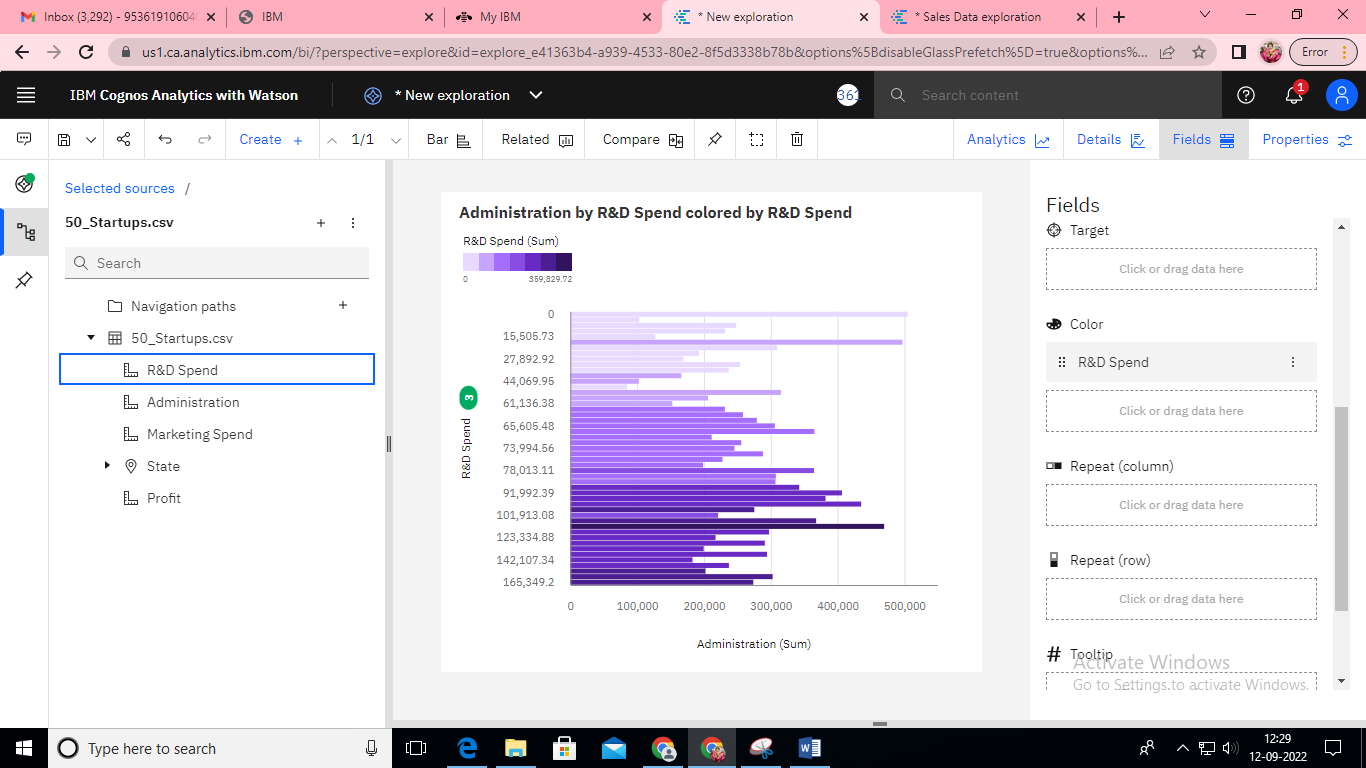 Inbox (3,292) - 95361910604
IBM
My IBM
* New exploration
* Sales Data exploration
us1.ca.analytics.ibm.com/bi/?perspective=explore&id=explore_e41363b4-a939-4533-80e2-8f5d3338b78b&options%5BdisableGlassPrefetch%5D=true&options%...
Error
IBM Cognos Analytics with Watson
* New exploration
361
Search content
1
Create +
1/1
Bar
Related
Compare
Analytics
Details
Fields
Properties
Selected sources /
50_Startups.csv
Search
Navigation paths
50_Startups.csv
R&D Spend
Administration
Marketing Spend
State
Profit
Administration by R&D Spend colored by R&D Spend
R&D Spend (Sum)
0
0
15,505.73
27,892.92
44,069.95
61,136.38
65,605.48
73,994.56
78,013.11
91,992.39
101,913.08
123,334.88
142,107.34
165,349.2
3
R&D Spend
0
100,000
200,000
300,000
400,000
500,000
Administration (Sum)
Fields
Target
Click or drag data here
Color
R&D Spend
Click or drag data here
Repeat (column)
Click or drag data here
Repeat (row)
Click or drag data here
Tooltip
Activate Windows
Go to Settings to activate Windows.
Type here to search
12:29
12-09-2022